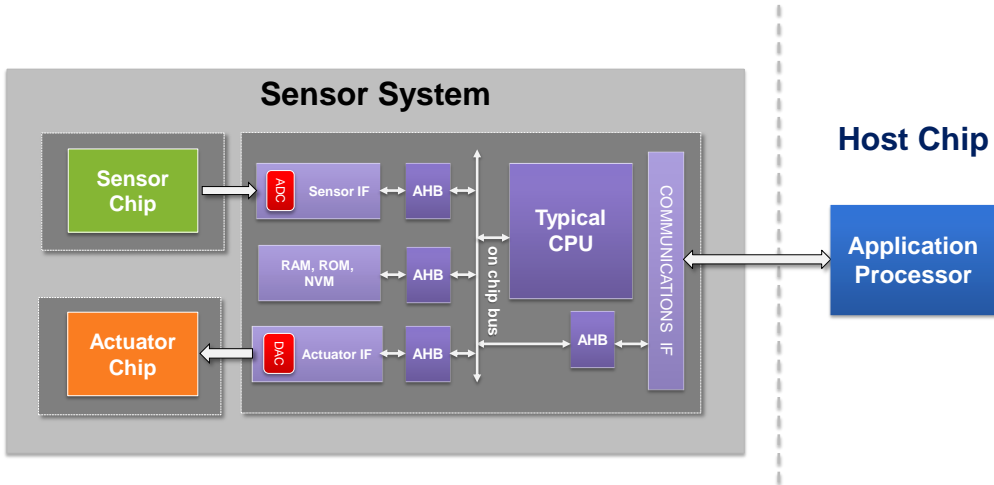 Sensor System
Host Chip
Sensor
Chip
ADC
Sensor IF
AHB
Typical
CPU
COMMUNICATIONS IF
Application
Processor
RAM, ROM,
NVM
AHB
on chip bus
Actuator
Chip
DAC
Actuator IF
AHB
AHB